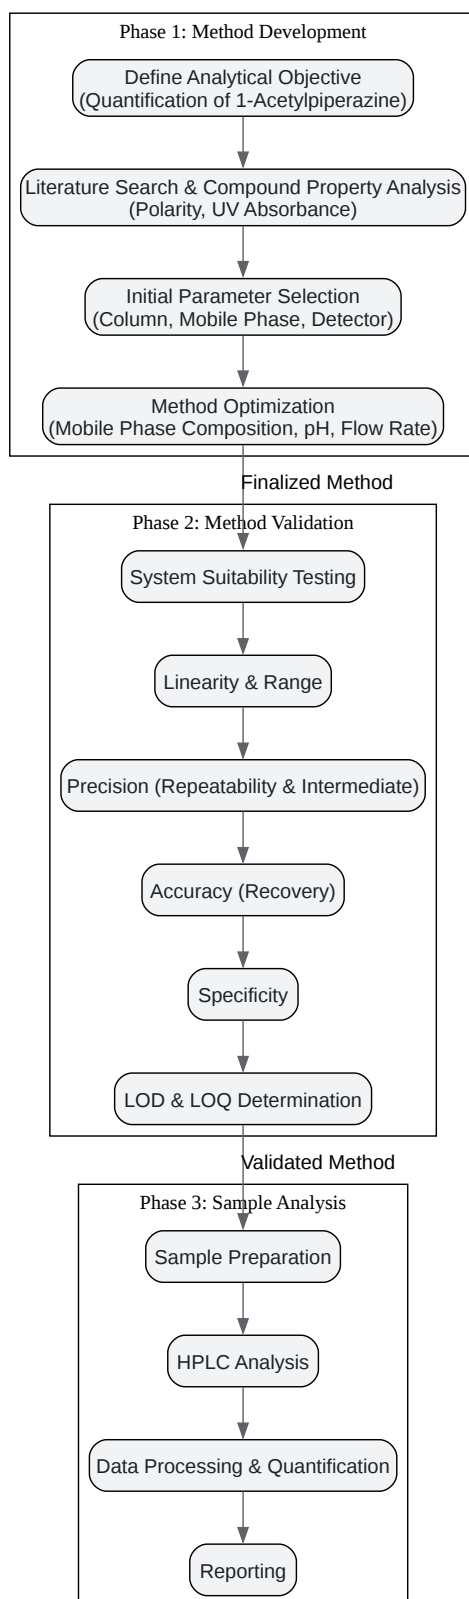 Phase 1: Method Development
Define Analytical Objective
(Quantification of 1-Acetylpiperazine)
Literature Search & Compound Property Analysis
(Polarity, UV Absorbance)
Initial Parameter Selection
(Column, Mobile Phase, Detector)
Method Optimization
(Mobile Phase Composition, pH, Flow Rate)
Finalized Method
Phase 2: Method Validation
System Suitability Testing
Linearity & Range
Precision (Repeatability & Intermediate)
Accuracy (Recovery)
Specificity
LOD & LOQ Determination
Validated Method
Phase 3: Sample Analysis
Sample Preparation
HPLC Analysis
Data Processing & Quantification
Reporting